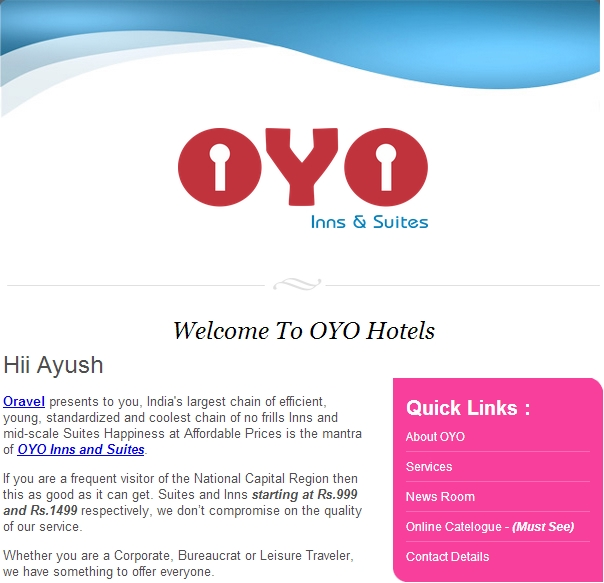 OYO
Inns & Suites
Welcome To OYO Hotels
Hii Ayush
Oravel presents to you, India's largest chain of efficient,
young, standardized and coolest chain of no frills Inns and
mid-scale Suites Happiness at Affordable Prices is the mantra
of OYO Inns and Suites.
If you are a frequent visitor of the National Capital Region then
this as good as it can get. Suites and Inns starting at Rs.999
and Rs.1499 respectively, we don't compromise on the quality
of our service.
Whether you are a Corporate, Bureaucrat or Leisure Traveler,
we have something to offer everyone.
Quick Links :
About OYO
Services
News Room
Online Catelogue - (Must See)
Contact Details